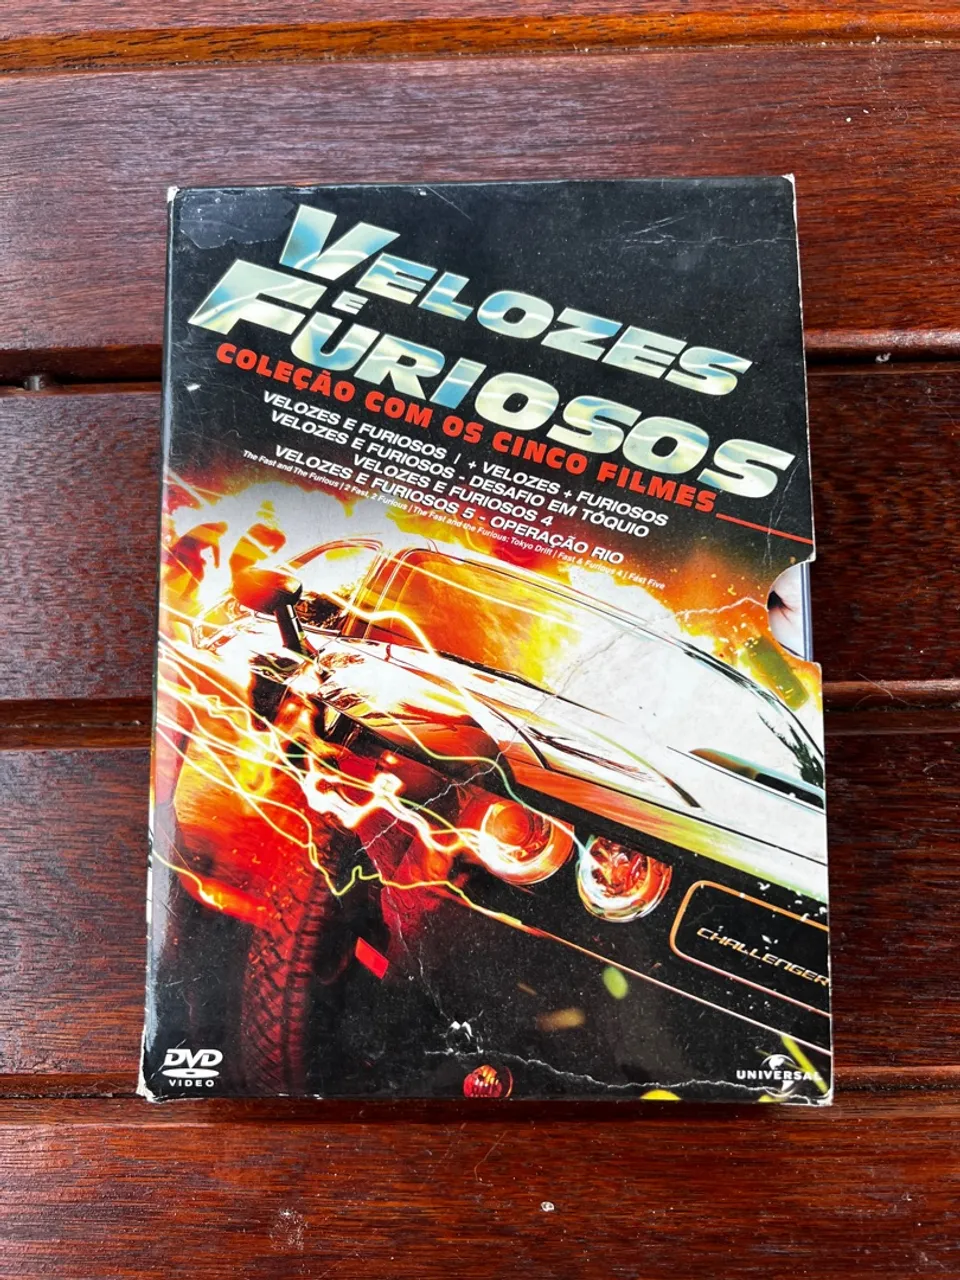 VELOZES
E
FURIOSOS
COLEÇÃO COM OS CINCO FILMES
VELOZES E FURIOSOS | + VELOZES + FURIOSOS
VELOZES E FURIOSOS - DESAFIO EM TÓQUIO
VELOZES E FURIOSOS 4
VELOZES E FURIOSOS 5 - OPERAÇÃO RIO
The Fast and The Furious | 2 Fast, 2 Furious | The Fast and the Furious: Tokyo Drift | Fast & Furious 4 | Fast Five
CHALLENGER
DVD
VIDEO
UNIVERSAL